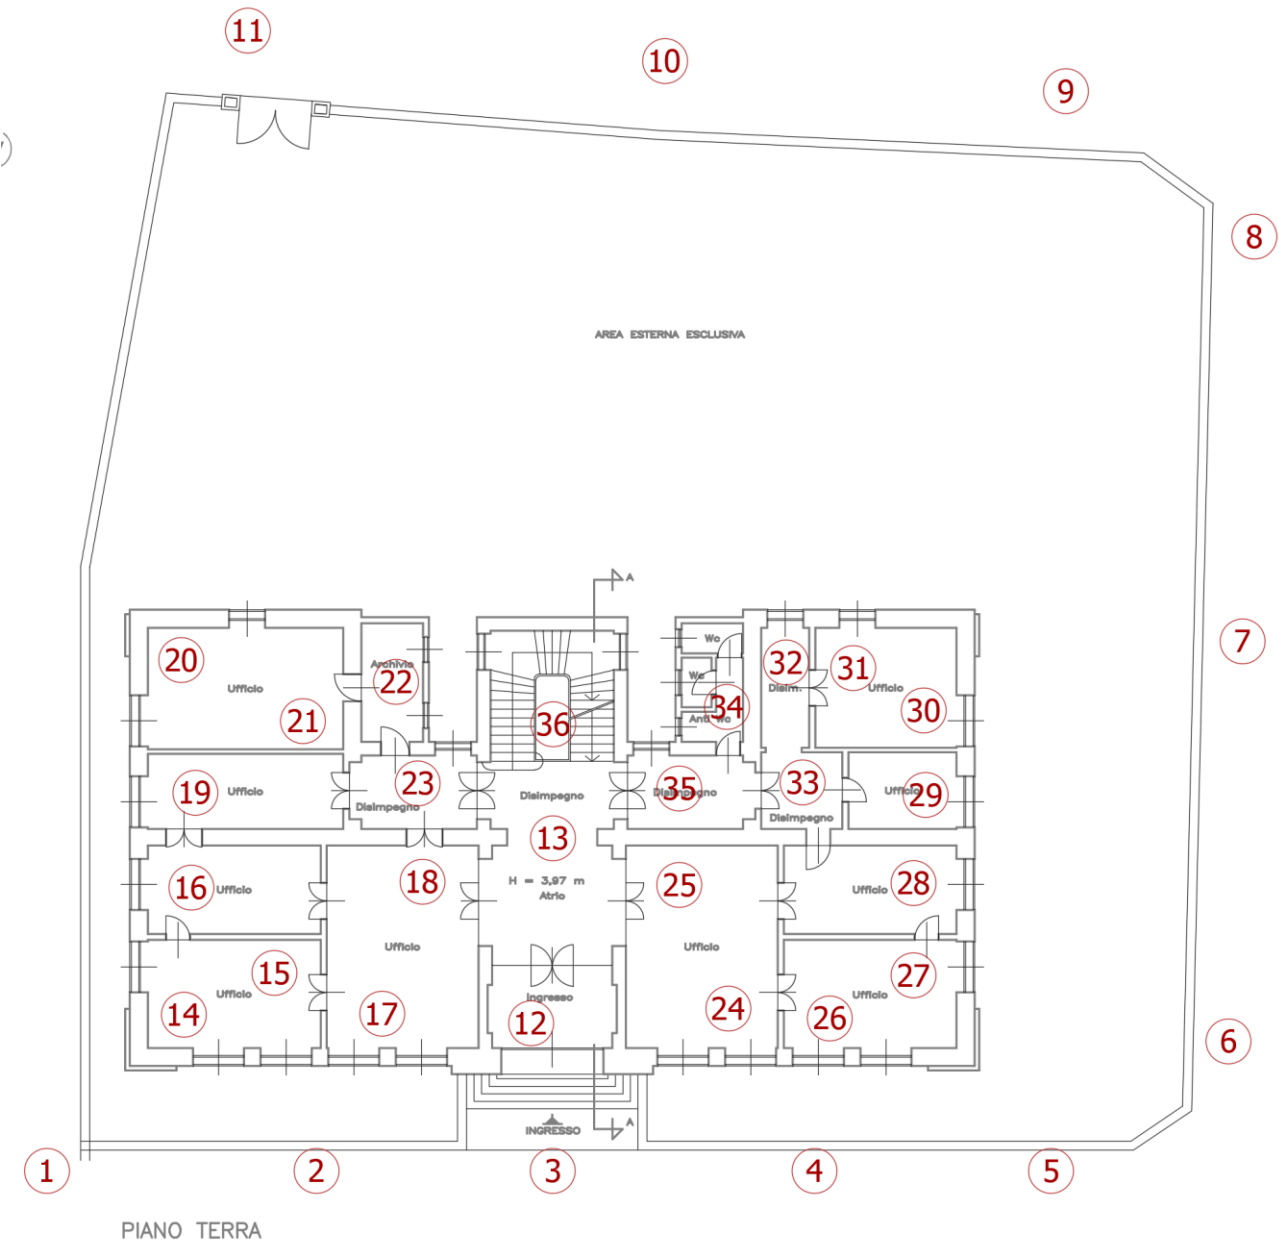 11
10
9
8
AREA ESTERNA ESCLUSIVA
A
20
Ufficio
21
Archivio
22
36
Wc
Wc
34
Anti Wc
32
Disim.
31
Ufficio
30
7
19
Ufficio
23
Disimpegno
Disimpegno
13
35
Disimpegno
33
Disimpegno
Ufficio
29
16
Ufficio
18
H = 3,97 m
Atrio
25
Ufficio
28
Ufficio
Ufficio
15
Ufficio
14
17
Ingresso
12
24
27
Ufficio
26
6
A
INGRESSO
1
2
3
4
5
PIANO TERRA